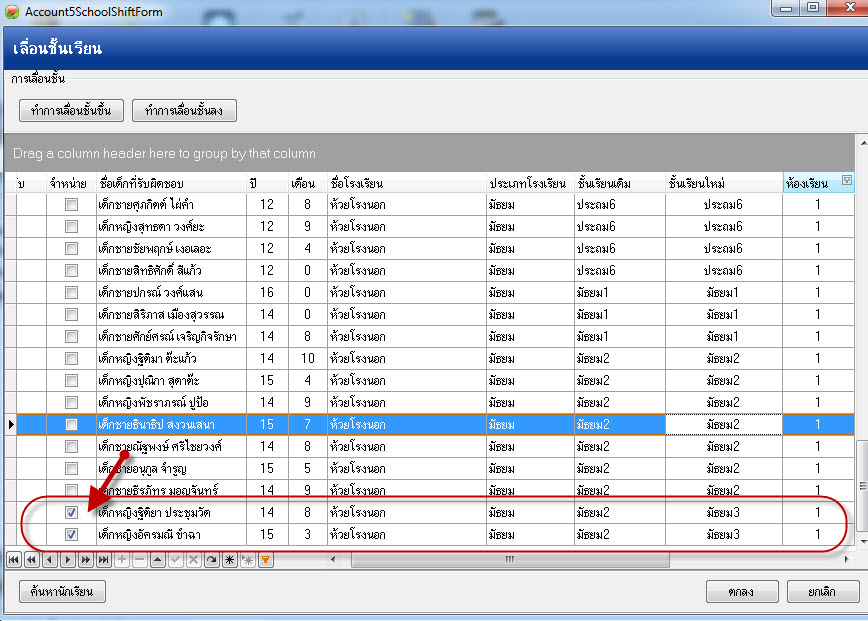 Account5SchoolShiftForm
เลื่อนชั้นเรียน
การเลื่อนชั้น
ทำการเลื่อนชั้นขึ้น ทำการเลื่อนชั้นลง
Drag a column header here to group by that column
จำหน่าย ชื่อเด็กที่รับผิดชอบ ปี เดือน ชื่อโรงเรียน ประเภทโรงเรียน ชั้นเรียนเดิม ชั้นเรียนใหม่ ห้องเรียน
เด็กชายศุภกิตต์ ไผ่คำ 12 8 ห้วยโรงนอก มัธยม ประถม6 ประถม6 1
เด็กหญิงสุทธดา วงค์ยะ 12 9 ห้วยโรงนอก มัธยม ประถม6 ประถม6 1
เด็กชายชัยพฤกษ์ เงอเลอะ 12 4 ห้วยโรงนอก มัธยม ประถม6 ประถม6 1
เด็กชายสิทธิศักดิ์ สีแก้ว 12 0 ห้วยโรงนอก มัธยม ประถม6 ประถม6 1
เด็กชายปกรณ์ วงค์แสน 16 0 ห้วยโรงนอก มัธยม มัธยม1 มัธยม1 1
เด็กชายสิริภาส เมืองสุวรรณ 14 0 ห้วยโรงนอก มัธยม มัธยม1 มัธยม1 1
เด็กชายศักย์ศรณ์ เจริญกิจรักษา 14 8 ห้วยโรงนอก มัธยม มัธยม1 มัธยม1 1
เด็กหญิงฐิติมา ต๊ะแก้ว 14 10 ห้วยโรงนอก มัธยม มัธยม2 มัธยม2 1
เด็กหญิงปุณิกา สุดาต๊ะ 15 4 ห้วยโรงนอก มัธยม มัธยม2 มัธยม2 1
เด็กหญิงพัชราภรณ์ ปูป้อ 14 9 ห้วยโรงนอก มัธยม มัธยม2 มัธยม2 1
เด็กชายธินาธิป สงวนเสนา 15 7 ห้วยโรงนอก มัธยม มัธยม2 มัธยม2 1
เด็กชายณัฐพงษ์ ศรีไชยวงค์ 14 8 ห้วยโรงนอก มัธยม มัธยม2 มัธยม2 1
เด็กชายอนุกูล จำรูญ 15 5 ห้วยโรงนอก มัธยม มัธยม2 มัธยม2 1
เด็กชายธีรภัทร มอญจันทร์ 14 9 ห้วยโรงนอก มัธยม มัธยม2 มัธยม2 1
เด็กหญิงฐิติยา ประชุมวัด 14 8 ห้วยโรงนอก มัธยม มัธยม2 มัธยม3 1
เด็กหญิงอัครมณี ขำฉา 15 3 ห้วยโรงนอก มัธยม มัธยม2 มัธยม3 1
ค้นหานักเรียน ตกลง ยกเลิก